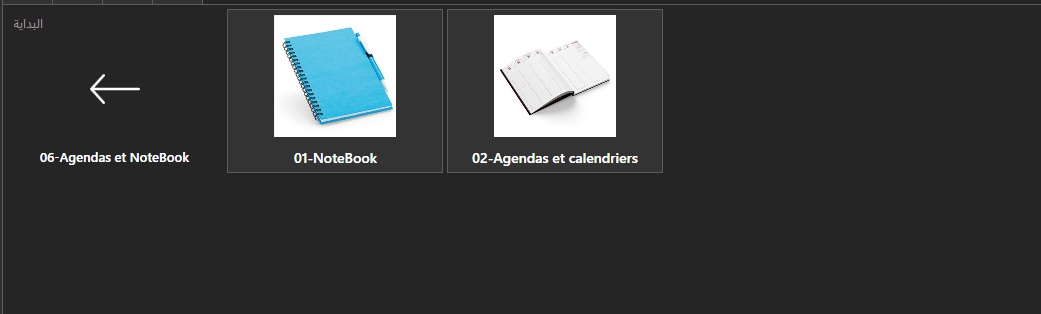 البداية
06-Agendas et NoteBook
01-NoteBook
02-Agendas et calendriers